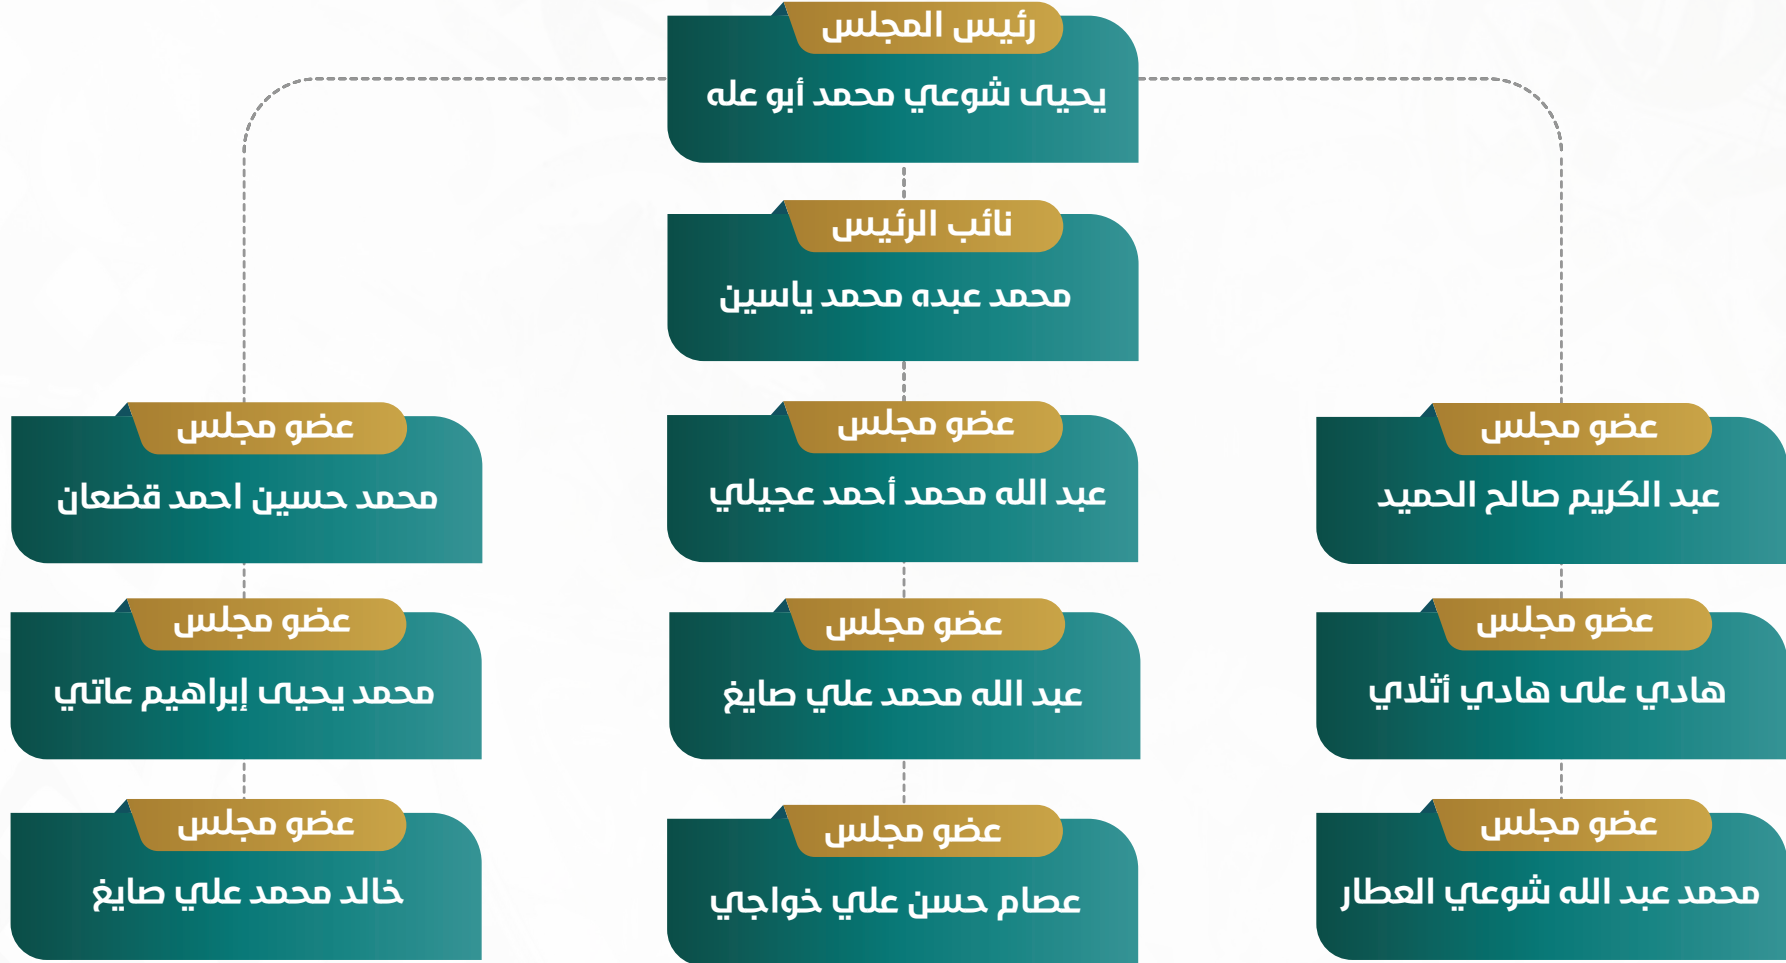 رئيس المجلس
يحيى شوعي محمد أبو عله
نائب الرئيس
محمد عبده محمد ياسين
عضو مجلس
عبد الكريم صالح الحميد
عضو مجلس
عبد الله محمد أحمد عجيلي
عضو مجلس
محمد حسين احمد قضعان
عضو مجلس
هادي على هادي أثلاي
عضو مجلس
عبد الله محمد علي صايغ
عضو مجلس
محمد يحيى إبراهيم عاتي
عضو مجلس
محمد عبد الله شوعي العطار
عضو مجلس
عصام حسن علي خواجي
عضو مجلس
خالد محمد علي صايغ